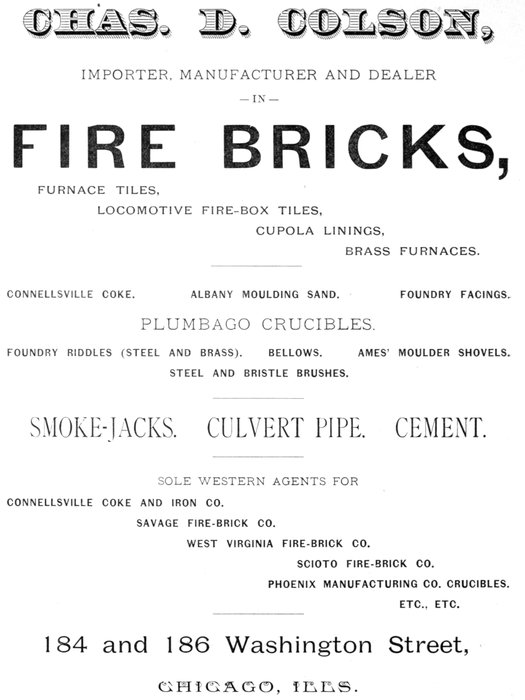 CHAS. D. COLSON,
IMPORTER, MANUFACTURER AND DEALER
—IN—
FIRE BRICKS,
FURNACE TILES,
LOCOMOTIVE FIRE-BOX TILES,
CUPOLA LININGS,
BRASS FURNACES.
CONNELLSVILLE COKE. ALBANY MOULDING SAND. FOUNDRY FACINGS.
PLUMBAGO CRUCIBLES.
FOUNDRY RIDDLES (STEEL AND BRASS). BELLOWS. AMES' MOULDER SHOVELS.
STEEL AND BRISTLE BRUSHES.
SMOKE-JACKS. CULVERT PIPE. CEMENT.
SOLE WESTERN AGENTS FOR
CONNELLSVILLE COKE AND IRON CO.
SAVAGE FIRE-BRICK CO.
WEST VIRGINIA FIRE-BRICK CO.
SCIOTO FIRE-BRICK CO.
PHOENIX MANUFACTURING CO. CRUCIBLES.
ETC., ETC.
184 and 186 Washington Street,
CHICAGO, ILLS.